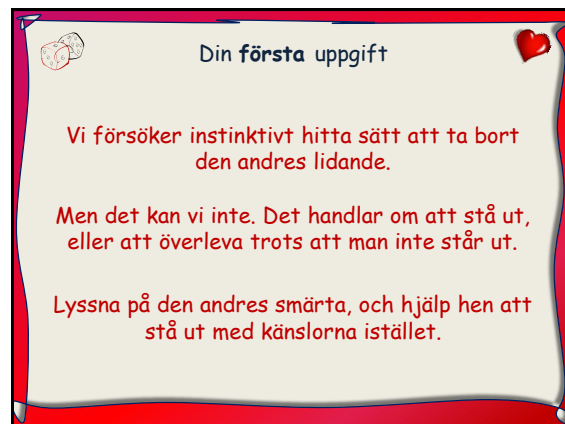 Din första uppgift
Vi försöker instinktivt hitta sätt att ta bort
den andres lidande.
Men det kan vi inte. Det handlar om att stå ut,
eller att överleva trots att man inte står ut.
Lyssna på den andres smärta, och hjälp hen att
stå ut med känslorna istället.